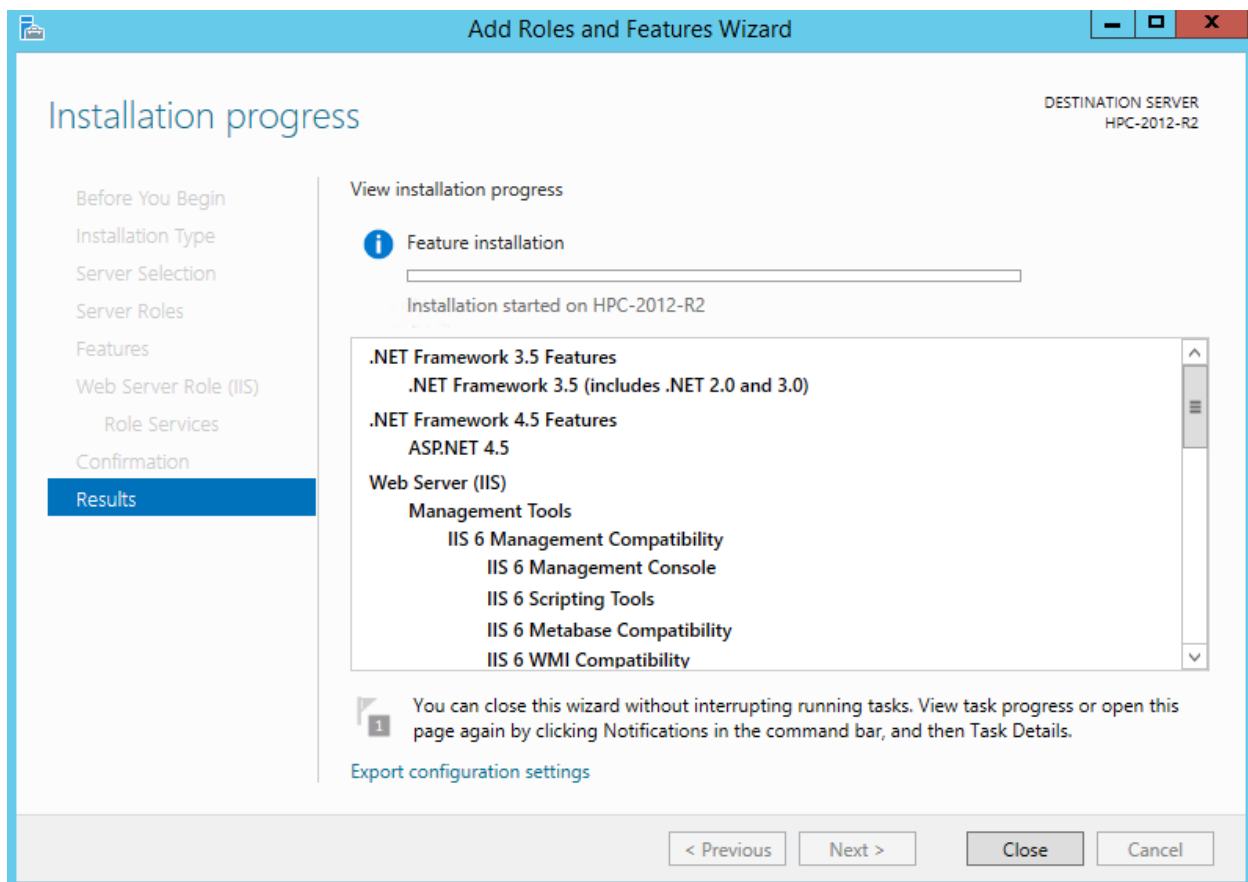 Add Roles and Features Wizard
Installation progress
DESTINATION SERVER
HPC-2012-R2
Before You Begin
Installation Type
Server Selection
Server Roles
Features
Web Server Role (IIS)
Role Services
Confirmation
Results
View installation progress
Feature installation
Installation started on HPC-2012-R2
.NET Framework 3.5 Features
.NET Framework 3.5 (includes .NET 2.0 and 3.0)
.NET Framework 4.5 Features
ASP.NET 4.5
Web Server (IIS)
Management Tools
IIS 6 Management Compatibility
IIS 6 Management Console
IIS 6 Scripting Tools
IIS 6 Metabase Compatibility
IIS 6 WMI Compatibility
1
You can close this wizard without interrupting running tasks. View task progress or open this
page again by clicking Notifications in the command bar, and then Task Details.
Export configuration settings
< Previous
Next >
Close
Cancel